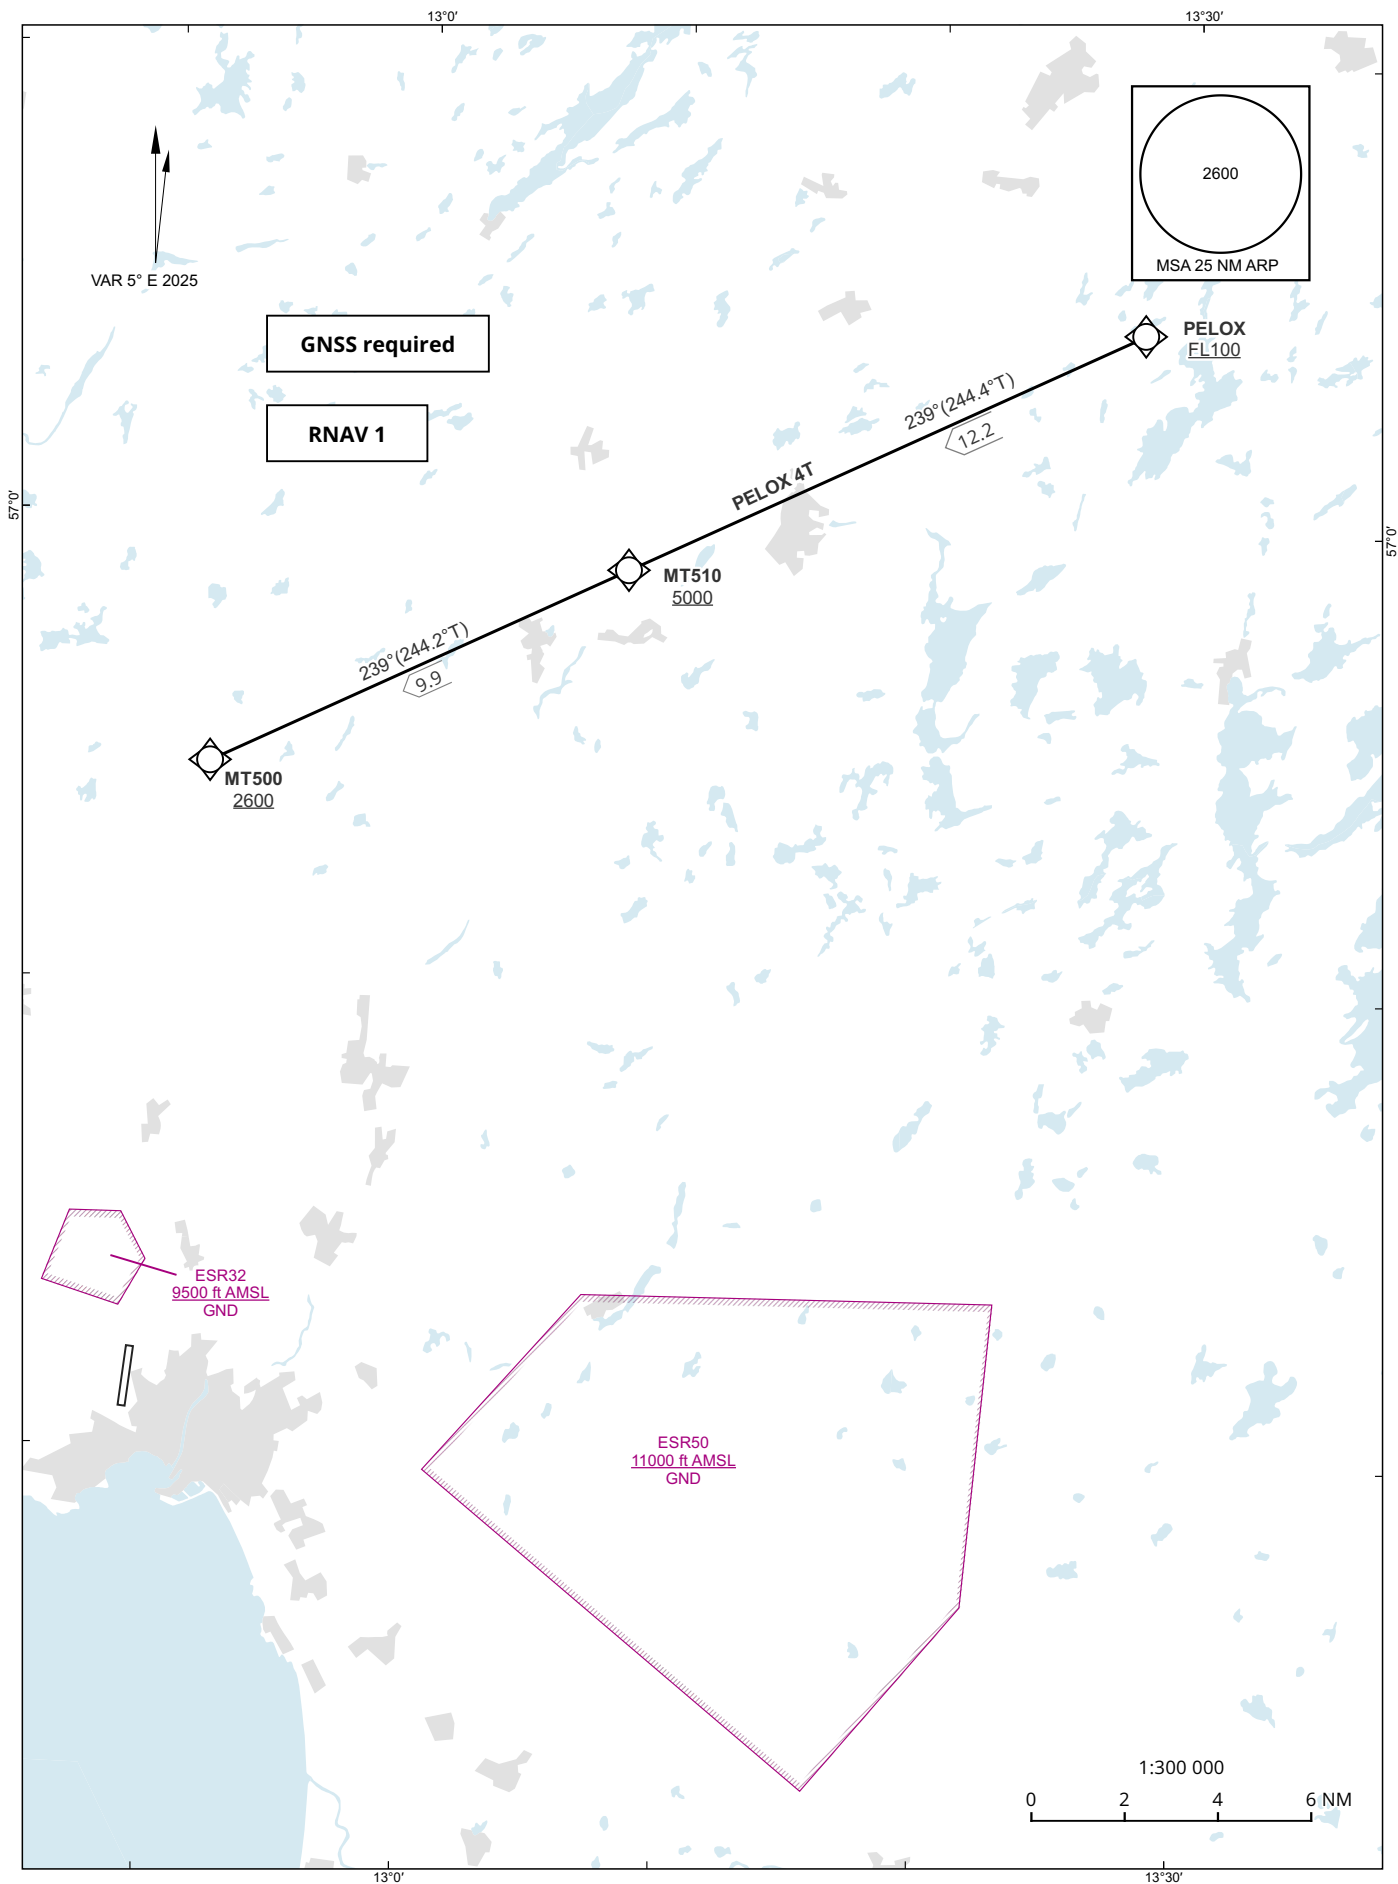 13°0′
13°30′
2600
MSA 25 NM ARP
VAR 5° E 2025
GNSS required
PELOX
FL100
239°(244.4°T)
12.2
RNAV 1
PELOX 4T
57°0′
57°0′
MT510
5000
239°(244.2°T)
9.9
MT500
2600
ESR32
9500 ft AMSL
GND
ESR50
11000 ft AMSL
GND
1:300 000
0 2 4 6 NM
13°0′
13°30′